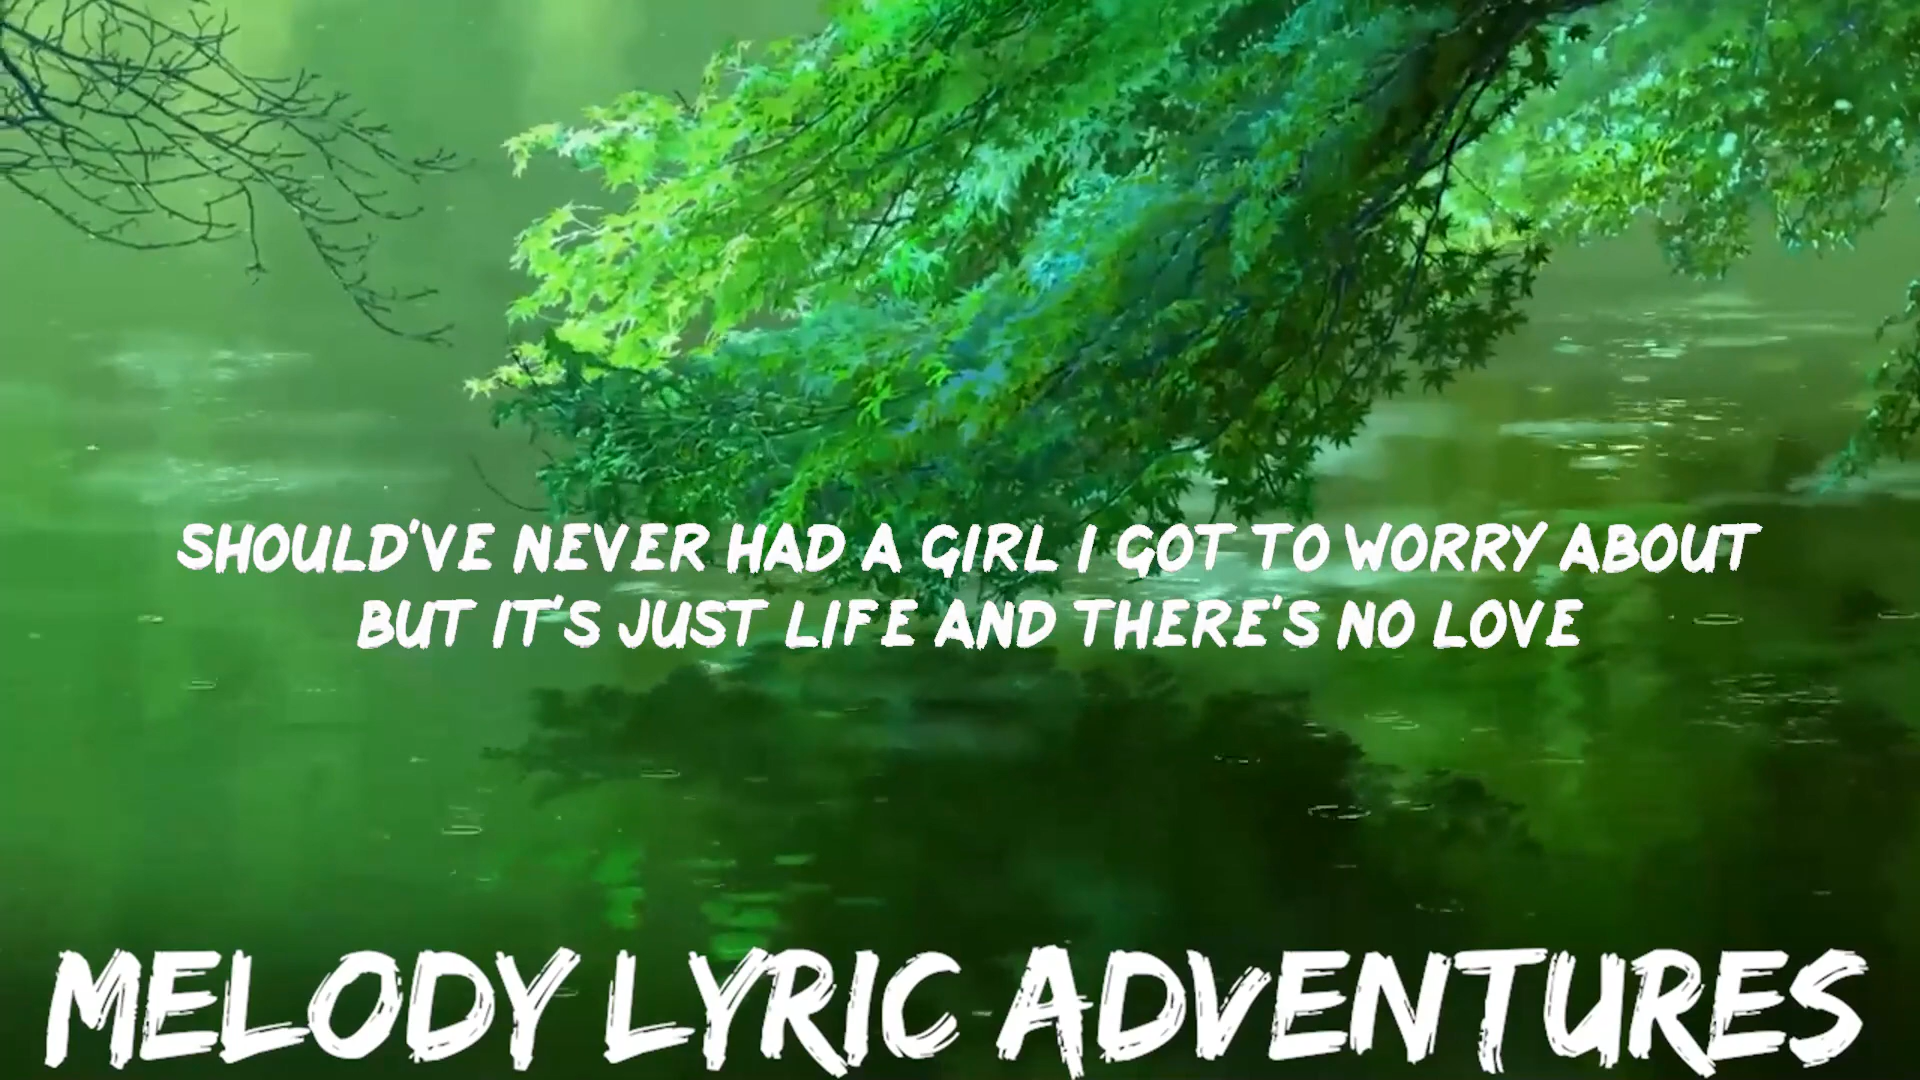 SHOULD'VE NEVER HAD A GIRL I GOT TO WORRY ABOUT
BUT IT'S JUST LIFE AND THERE'S NO LOVE
MELODY LYRIC ADVENTURES